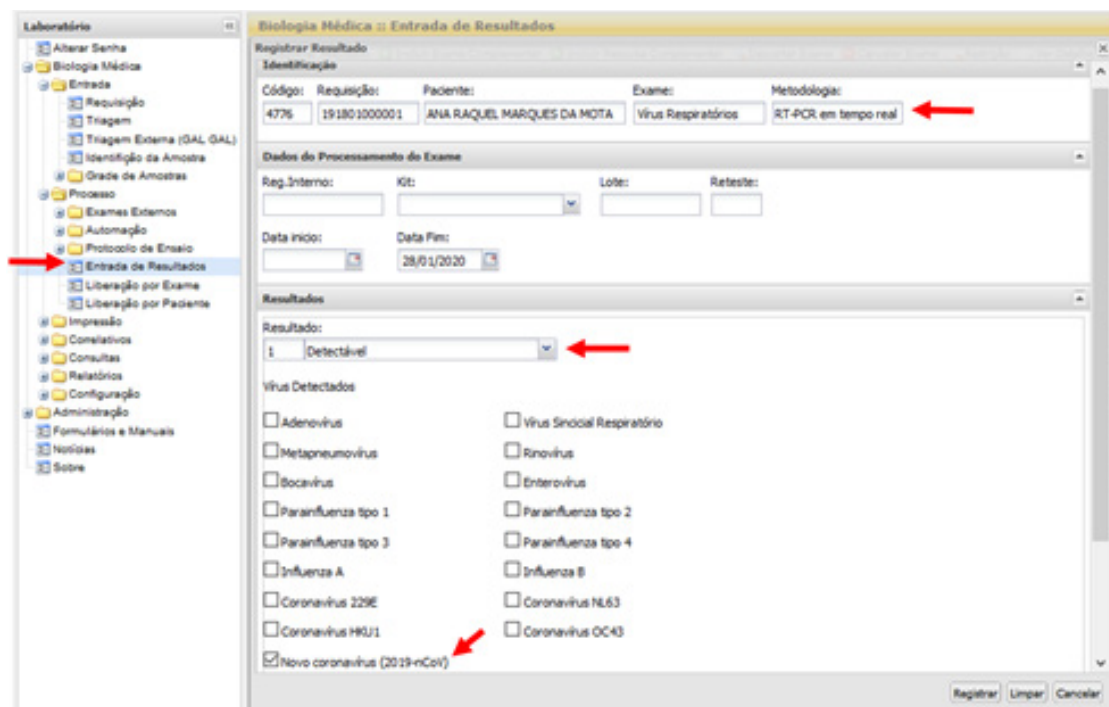 Laboratório
Alterar Senha
Biologia Médica
Entrada
Requisição
Triagem
Triagem Externa (GAL GAL)
Identifição da Amostra
Grade de Amostras
Processo
Exames Externos
Automação
Protocolo de Ensaio
Entrada de Resultados
Liberação por Exame
Liberação por Paciente
Impressão
Correlativos
Consultas
Relatórios
Configuração
Administração
Formulários e Manuais
Notícias
Sobre
Biologia Médica :: Entrada de Resultados
Registrar Resultado
Identificação
Código: Requisição: Paciente: Exame: Metodologia:
4776 191801000001 ANA RAQUEL MARQUES DA MOTA Vírus Respiratórios RT-PCR em tempo real
Dados do Processamento do Exame
Reg.Interno: Kit: Lote: Reteste:
Data inicio: Data Fim:
28/01/2020
Resultados
Resultado:
1 Detectável
Vírus Detectados
Adenovírus Vírus Sincicial Respiratório
Metapneumovírus Rinovírus
Bocavírus Enterovírus
Parainfluenza tipo 1 Parainfluenza tipo 2
Parainfluenza tipo 3 Parainfluenza tipo 4
Influenza A Influenza B
Coronavírus 229E Coronavírus NL63
Coronavírus HKU1 Coronavírus OC43
Novo coronavírus (2019-nCoV)
Registrar Limpar Cancelar